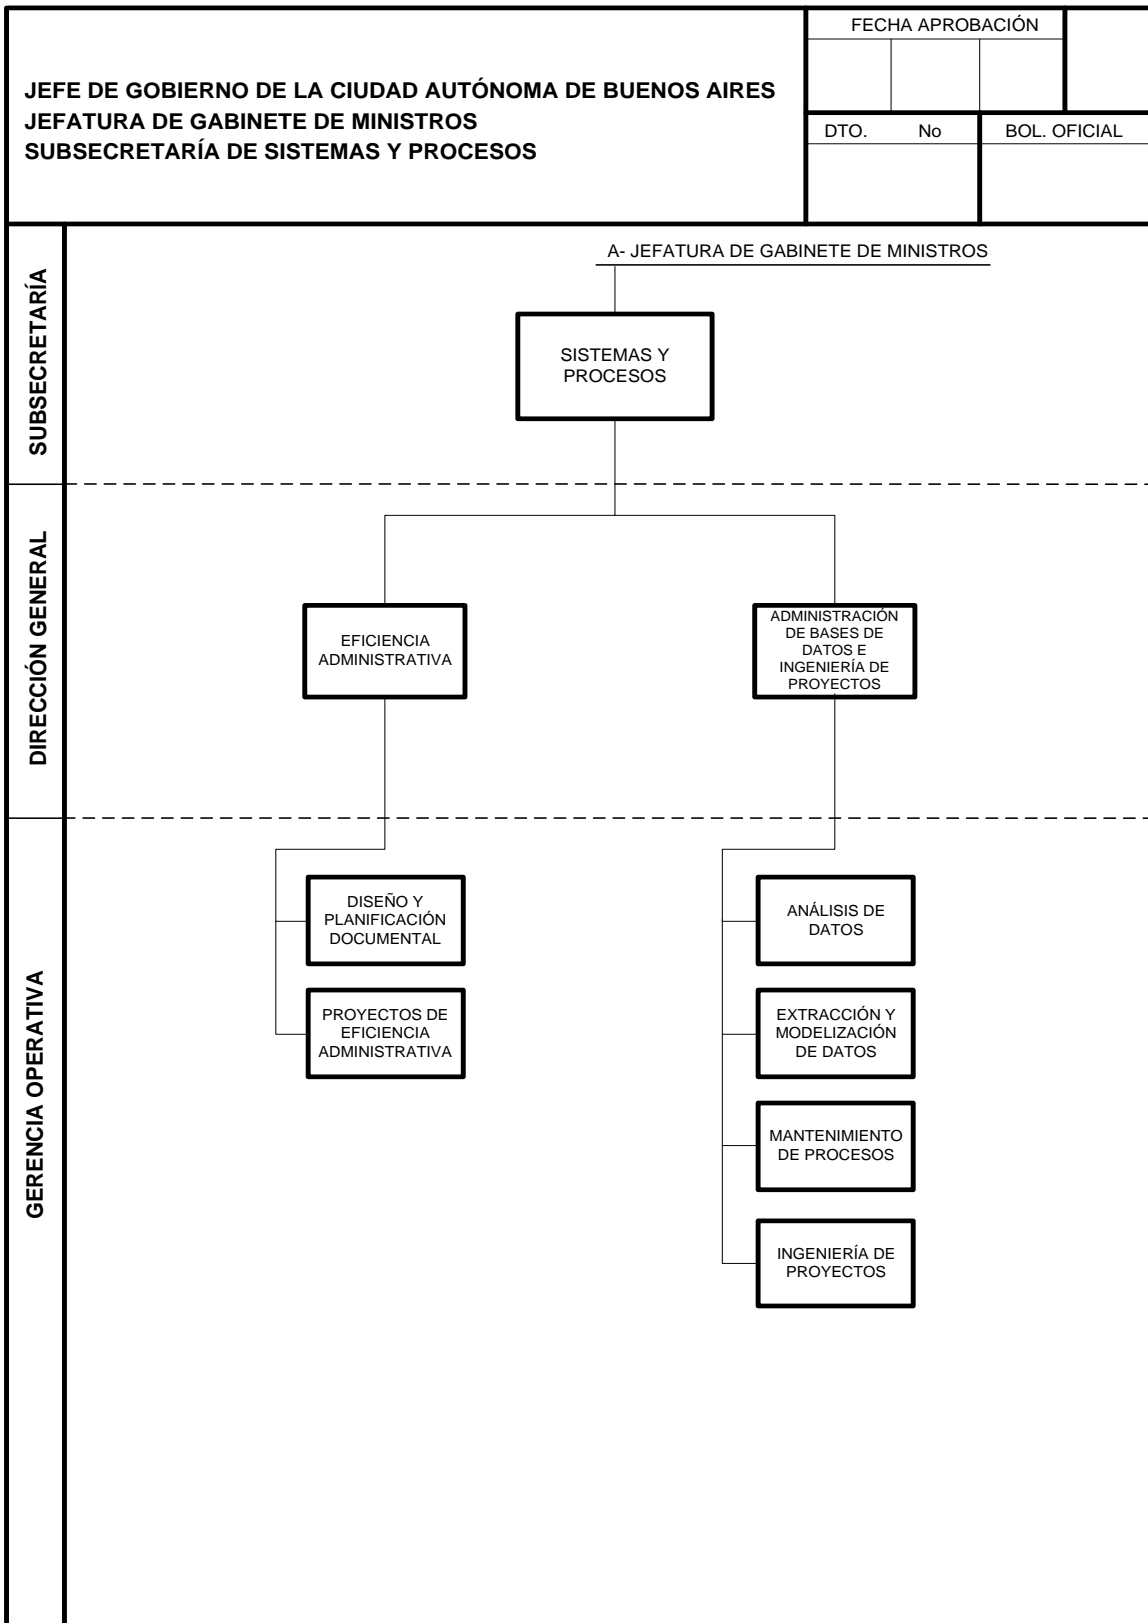 JEFE DE GOBIERNO DE LA CIUDAD AUTÓNOMA DE BUENOS AIRES
JEFATURA DE GABINETE DE MINISTROS
SUBSECRETARÍA DE SISTEMAS Y PROCESOS
FECHA APROBACIÓN
DTO. No
BOL. OFICIAL
SUBSECRETARÍA
A- JEFATURA DE GABINETE DE MINISTROS
SISTEMAS Y
PROCESOS
DIRECCIÓN GENERAL
EFICIENCIA
ADMINISTRATIVA
ADMINISTRACIÓN
DE BASES DE
DATOS E
INGENIERÍA DE
PROYECTOS
GERENCIA OPERATIVA
DISEÑO Y
PLANIFICACIÓN
DOCUMENTAL
PROYECTOS DE
EFICIENCIA
ADMINISTRATIVA
ANÁLISIS DE
DATOS
EXTRACCIÓN Y
MODELIZACIÓN
DE DATOS
MANTENIMIENTO
DE PROCESOS
INGENIERÍA DE
PROYECTOS